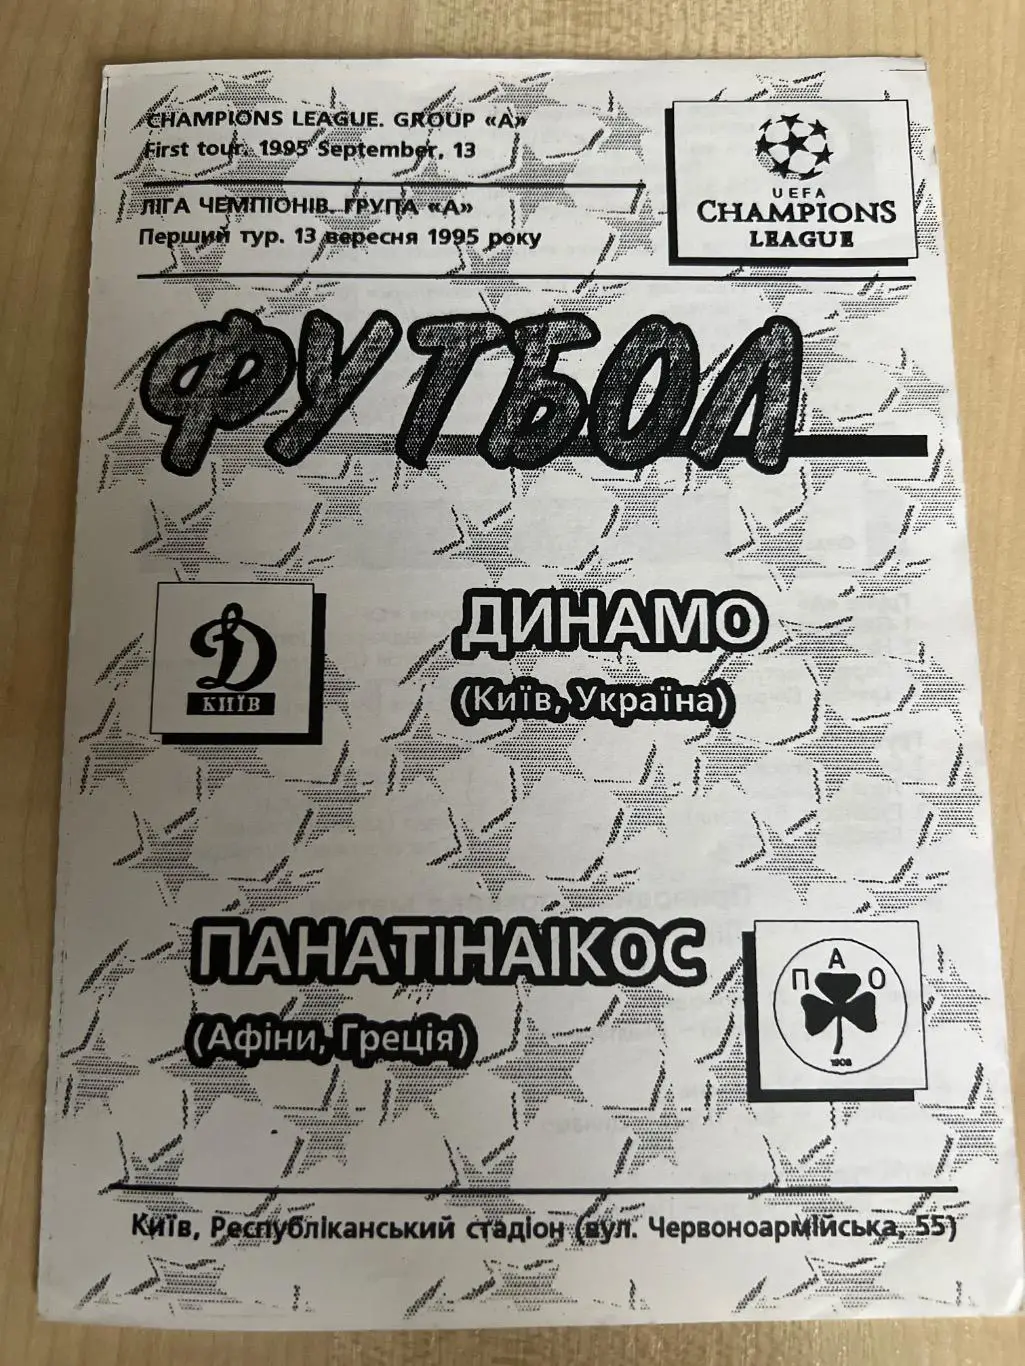 CHAMPIONS LEAGUE. GROUP «A»
First tour. 1995 September, 13
ЛІГА ЧЕМПІОНІВ. ГРУПА «А»
Перший тур. 13 вересня 1995 року
UEFA
CHAMPIONS
LEAGUE
ФУТБОЛ
Д
КИЇВ
ДИНАМО
(Київ, Україна)
ПАНАТІНАІКОС
(Афіни, Греція)
П А О
1908
Київ, Республіканський стадіон (вул. Червоноармійська, 55)